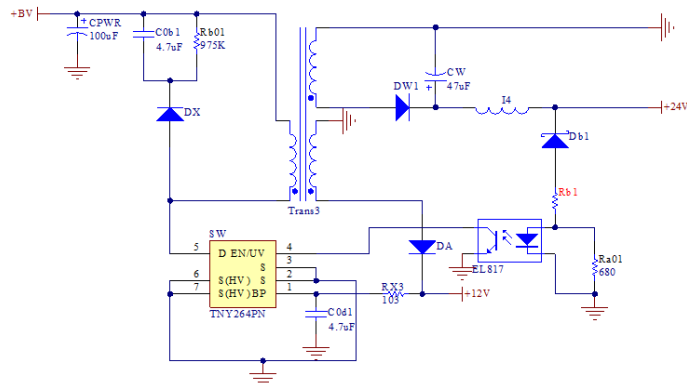 +BV
CPWR
100uF
C0b1
4.7uF
Rb01
975K
DX
Trans3
DW1
CW
47uF
I4
+24V
Db1
Rb1
SW
5
D EN/UV
4
S
3
6
S(HV) S
2
7
S(HV)BP
1
TNY264PN
EL817
DA
Ra01
680
RX3
103
+12V
C0d1
4.7uF